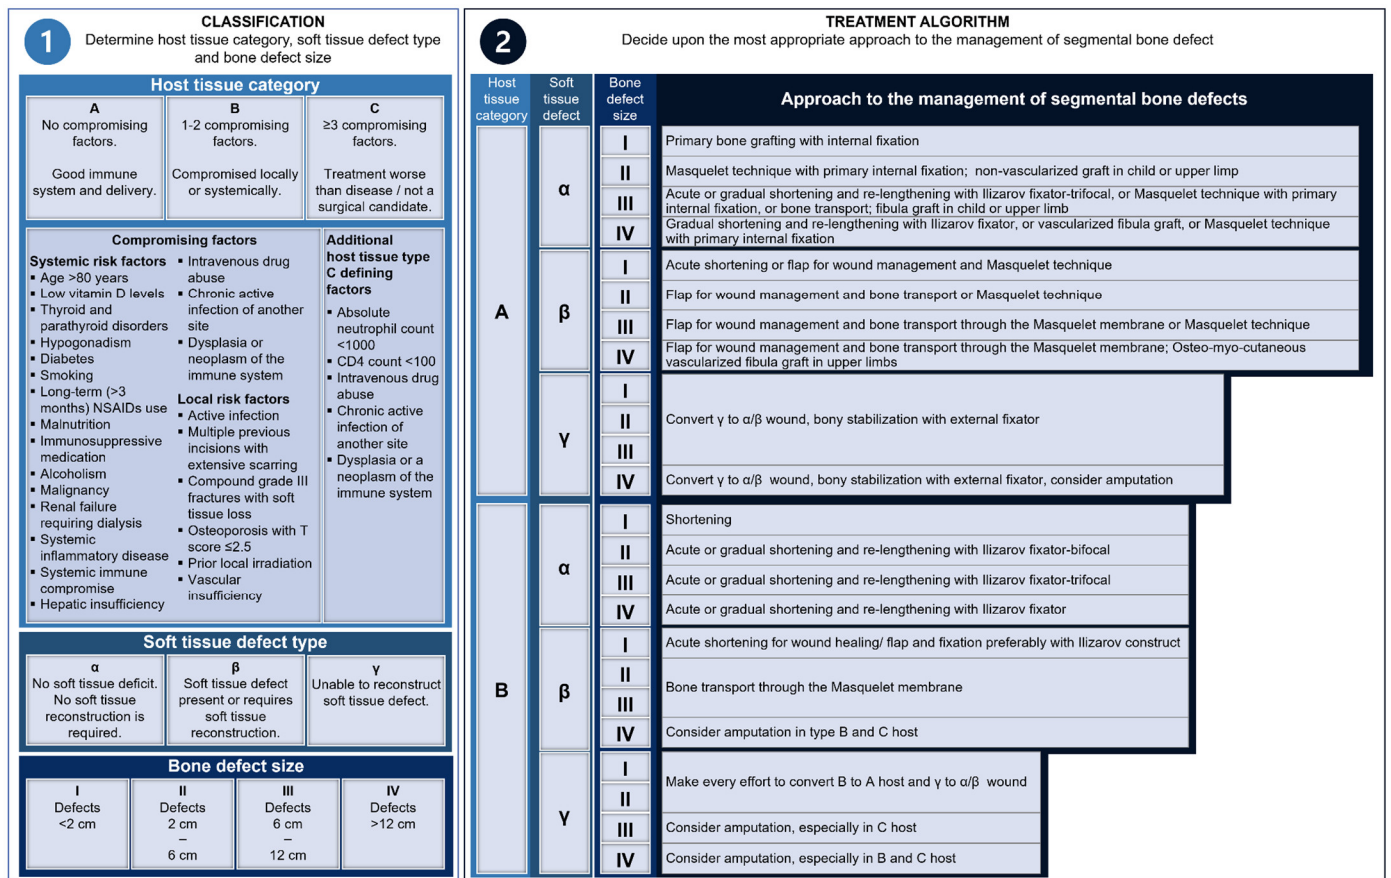 1
CLASSIFICATION
Determine host tissue category, soft tissue defect type
and bone defect size
Host tissue category
A
No compromising
factors.
Good immune
system and delivery.
B
1-2 compromising
factors.
Compromised locally
or systemically.
C
≥3 compromising
factors.
Treatment worse
than disease / not a
surgical candidate.
Compromising factors
Systemic risk factors
▪ Age >80 years
▪ Low vitamin D levels
▪ Thyroid and
parathyroid disorders
▪ Hypogonadism
▪ Diabetes
▪ Smoking
▪ Long-term (>3
months) NSAIDs use
▪ Malnutrition
▪ Immunosuppressive
medication
▪ Alcoholism
▪ Malignancy
▪ Renal failure
requiring dialysis
▪ Systemic
inflammatory disease
▪ Systemic immune
compromise
▪ Hepatic insufficiency
▪ Intravenous drug
abuse
▪ Chronic active
infection of another
site
▪ Dysplasia or
neoplasm of the
immune system
Local risk factors
▪ Active infection
▪ Multiple previous
incisions with
extensive scarring
▪ Compound grade III
fractures with soft
tissue loss
▪ Osteoporosis with T
score ≤2.5
▪ Prior local irradiation
▪ Vascular
insufficiency
Additional
host tissue type
C defining
factors
▪ Absolute
neutrophil count
<1000
▪ CD4 count <100
▪ Intravenous drug
abuse
▪ Chronic active
infection of
another site
▪ Dysplasia or a
neoplasm of the
immune system
Soft tissue defect type
α
No soft tissue deficit.
No soft tissue
reconstruction is
required.
β
Soft tissue defect
present or requires
soft tissue
reconstruction.
γ
Unable to reconstruct
soft tissue defect.
Bone defect size
I
Defects
<2 cm
II
Defects
2 cm
–
6 cm
III
Defects
6 cm
–
12 cm
IV
Defects
>12 cm
2
TREATMENT ALGORITHM
Decide upon the most appropriate approach to the management of segmental bone defect
Host
tissue
category
Soft
tissue
defect
Bone
defect
size
Approach to the management of segmental bone defects
A
α
I
Primary bone grafting with internal fixation
II
Masquelet technique with primary internal fixation; non-vascularized graft in child or upper limp
III
Acute or gradual shortening and re-lengthening with Ilizarov fixator-trifocal, or Masquelet technique with primary
internal fixation, or bone transport; fibula graft in child or upper limb
IV
Gradual shortening and re-lengthening with Ilizarov fixator, or vascularized fibula graft, or Masquelet technique
with primary internal fixation
β
I
Acute shortening or flap for wound management and Masquelet technique
II
Flap for wound management and bone transport or Masquelet technique
III
Flap for wound management and bone transport through the Masquelet membrane or Masquelet technique
IV
Flap for wound management and bone transport through the Masquelet membrane; Osteo-myo-cutaneous
vascularized fibula graft in upper limbs
γ
I
II
III
Convert γ to α/β wound, bony stabilization with external fixator
IV
Convert γ to α/β wound, bony stabilization with external fixator, consider amputation
B
α
I
Shortening
II
Acute or gradual shortening and re-lengthening with Ilizarov fixator-bifocal
III
Acute or gradual shortening and re-lengthening with Ilizarov fixator-trifocal
IV
Acute or gradual shortening and re-lengthening with Ilizarov fixator
β
I
Acute shortening for wound healing/ flap and fixation preferably with Ilizarov construct
II
III
Bone transport through the Masquelet membrane
IV
Consider amputation in type B and C host
γ
I
II
Make every effort to convert B to A host and γ to α/β wound
III
Consider amputation, especially in C host
IV
Consider amputation, especially in B and C host